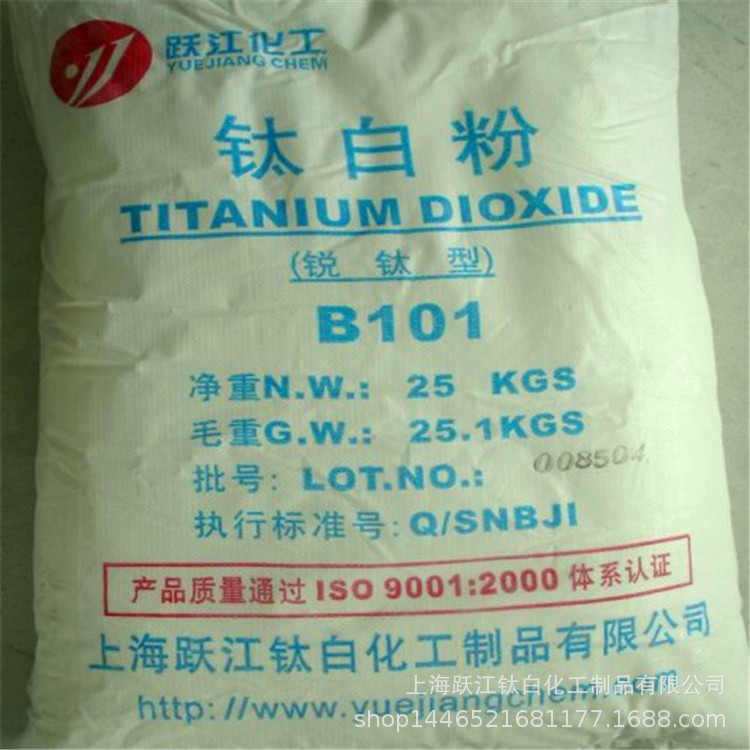 跃江化工
YUEJIANG CHEM
钛白粉
TITANIUM DIOXIDE
(锐钛型)
B101
净重N.W.: 25 KGS
毛重G.W.: 25.1KGS
批号: LOT.NO.: 008504
执行标准号: Q/SNBJI
产品质量通过 ISO 9001:2000 体系认证
上海跃江钛白化工制品有限公司
http://www.yuejiangchem.com
上海跃江钛白化工制品有限公司
shop1446521681177.1688.com